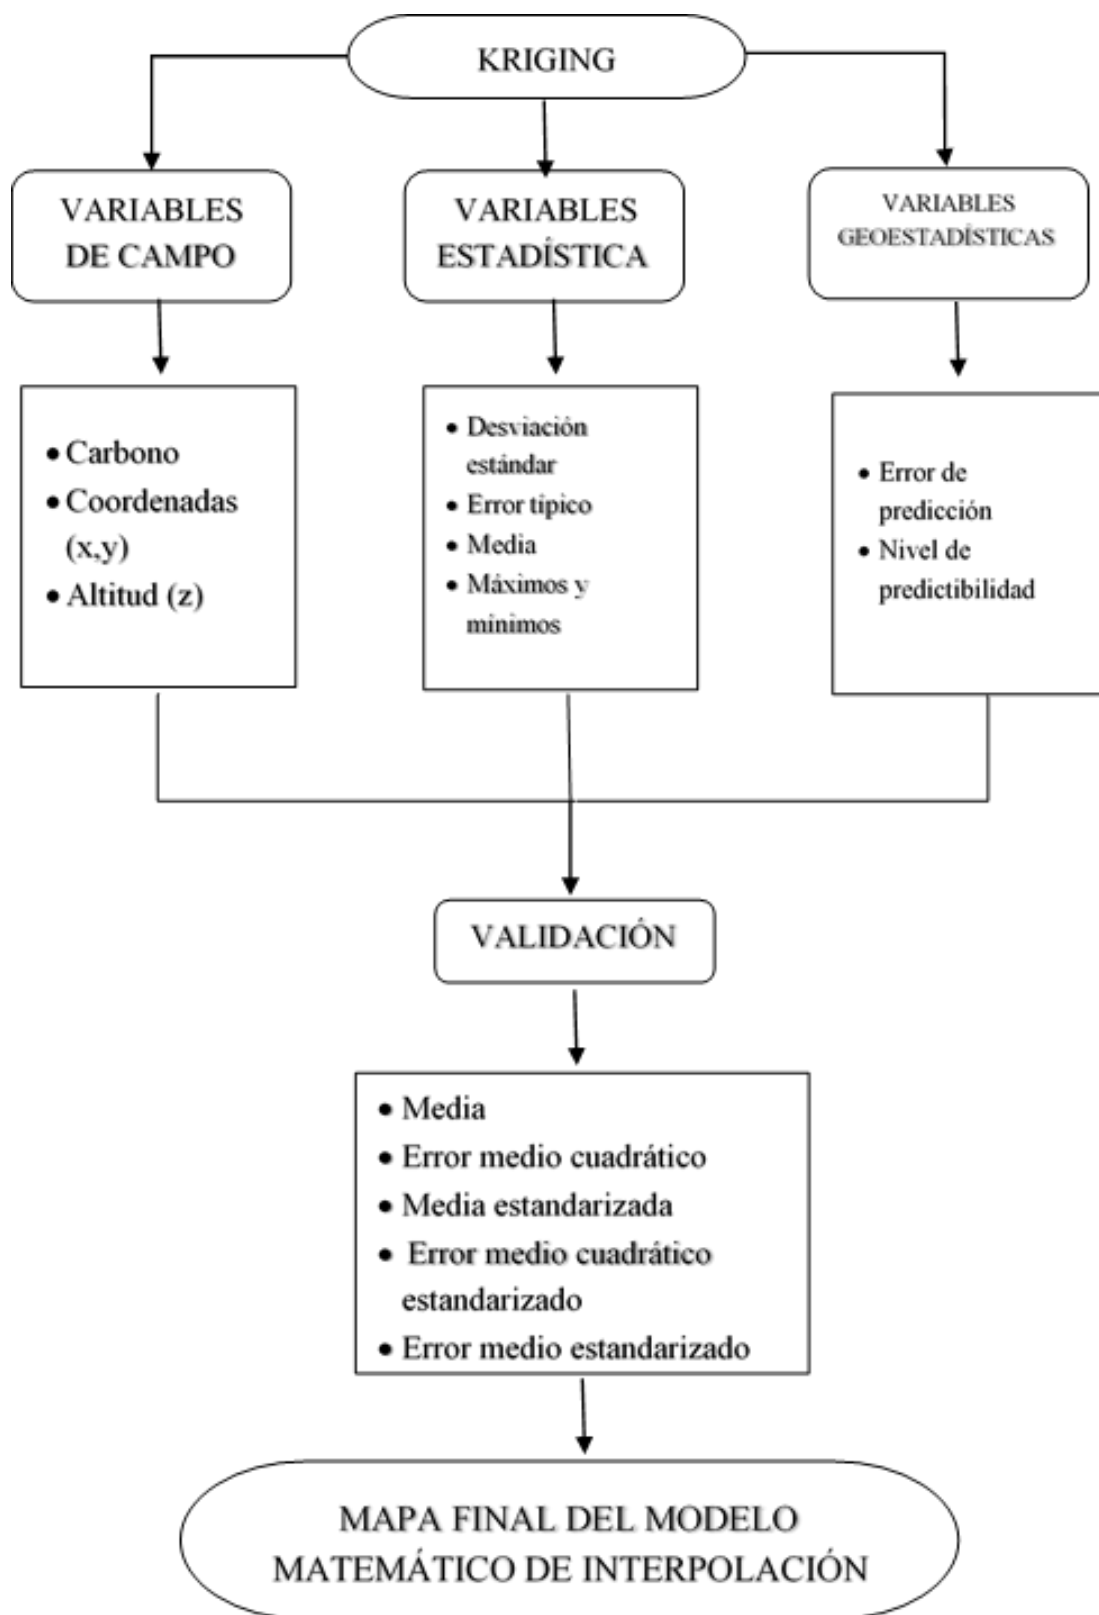 KRIGING
VARIABLES
DE CAMPO
VARIABLES
ESTADÍSTICA
VARIABLES
GEOESTADÍSTICAS
• Carbono
• Coordenadas
(x,y)
• Altitud (z)
• Desviación
estándar
• Error típico
• Media
• Máximos y
minimos
• Error de
predicción
• Nivel de
predictibilidad
VALIDACIÓN
• Media
• Error medio cuadrático
• Media estandarizada
• Error medio cuadrático
estandarizado
• Error medio estandarizado
MAPA FINAL DEL MODELO
MATEMÁTICO DE INTERPOLACIÓN